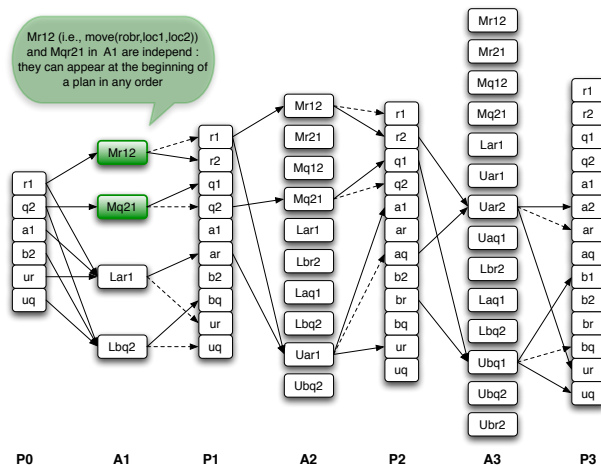 Mr12 (i.e., move(robr,loc1,loc2))
and Mqr21 in A1 are independ :
they can appear at the beginning of
a plan in any order
r1
q2
a1
b2
ur
uq
P0
Mr12
Mq21
Lar1
Lbq2
A1
r1
r2
q1
q2
a1
ar
b2
bq
ur
uq
P1
Mr12
Mr21
Mq12
Mq21
Lar1
Lbr2
Laq1
Lbq2
Uar1
Ubq2
A2
r1
r2
q1
q2
a1
ar
aq
b2
br
bq
ur
uq
P2
Mr12
Mr21
Mq12
Mq21
Lar1
Uar1
Uar2
Uaq1
Lbr2
Laq1
Lbq2
Ubq1
Ubq2
Ubr2
A3
r1
r2
q1
q2
a1
a2
ar
aq
b1
b2
br
bq
ur
uq
P3